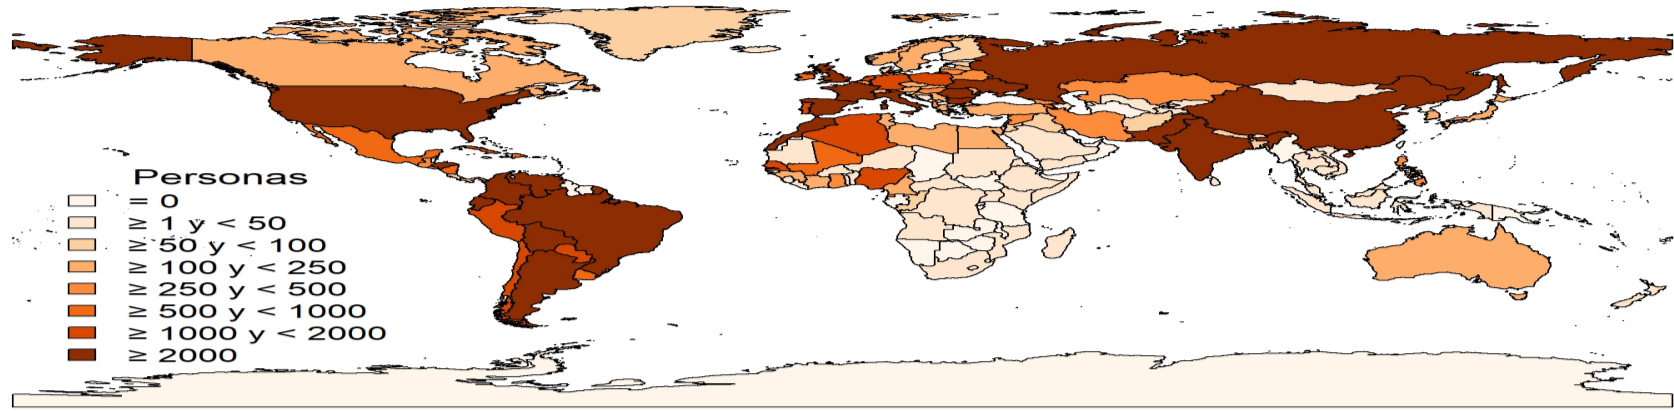 Personas
= 0
≥ 1 y < 50
≥ 50 y < 100
≥ 100 y < 250
≥ 250 y < 500
≥ 500 y < 1000
≥ 1000 y < 2000
≥ 2000